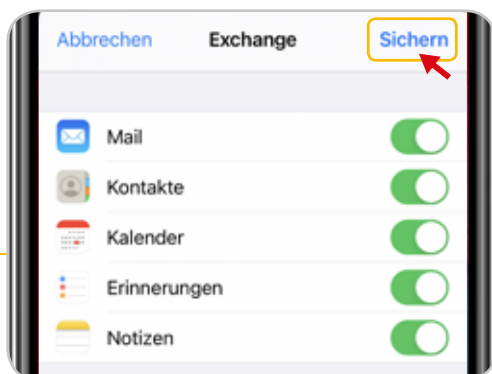 Abbrechen Exchange Sichern
Mail
Kontakte
Kalender
Erinnerungen
Notizen